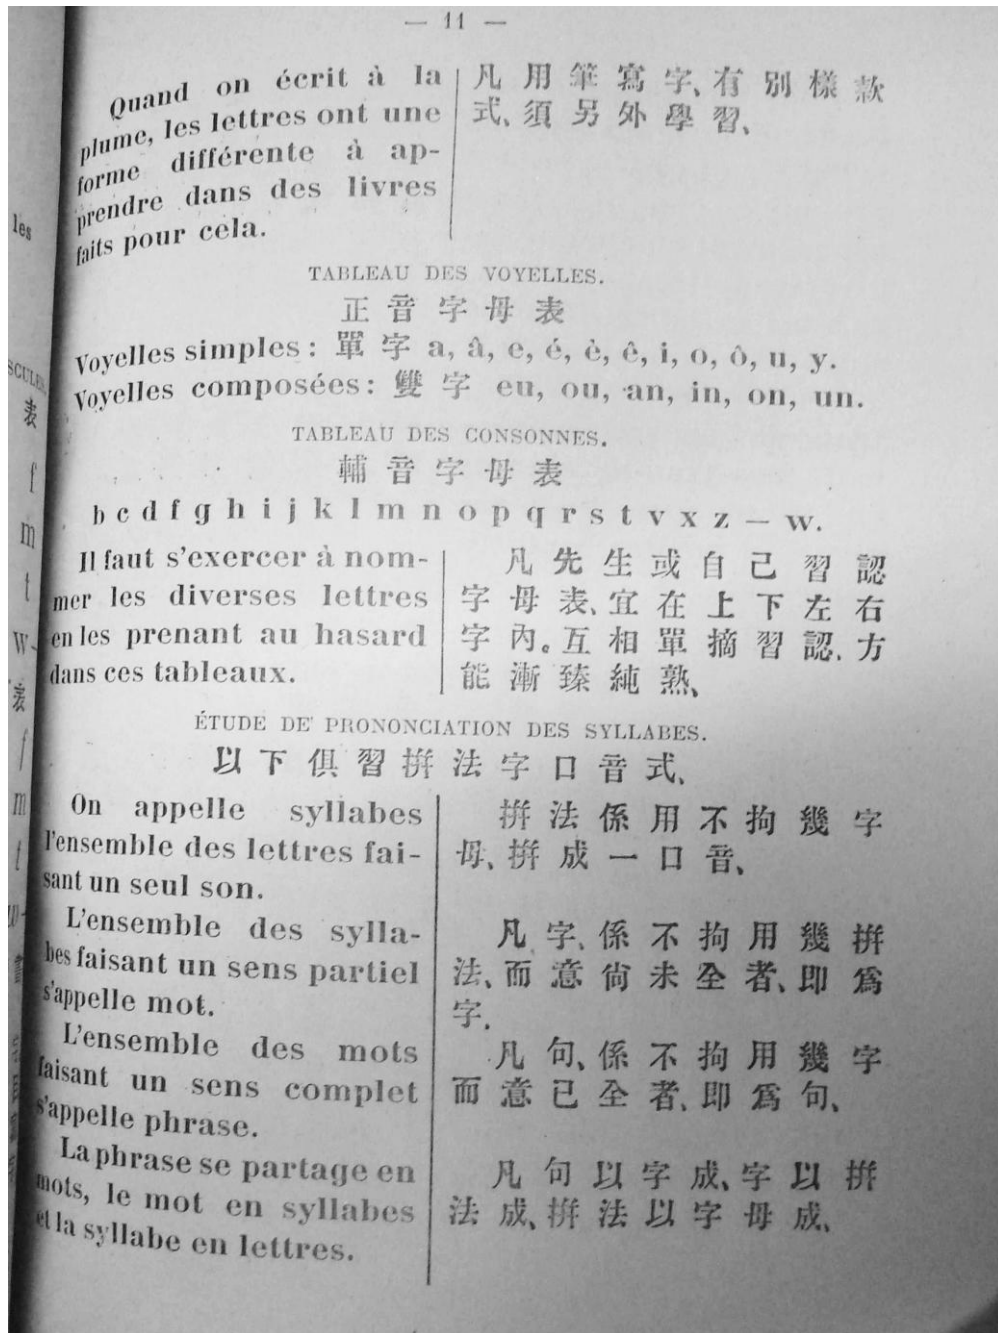 — 11 —
Quand on écrit à la
plume, les lettres ont une
forme différente à ap-
prendre dans des livres
faits pour cela.
凡用筆寫字、有別樣款
式、須另外學習、
TABLEAU DES VOYELLES.
正音字母表
Voyelles simples : 單字 a, â, e, é, è, ê, i, o, ô, u, y.
Voyelles composées : 雙字 eu, ou, an, in, on, un.
TABLEAU DES CONSONNES.
輔音字母表
b c d f g h i j k l m n o p q r s t v x z — w.
Il faut s'exercer à nom-
mer les diverses lettres
en les prenant au hasard
dans ces tableaux.
凡先生或自己習認
字母表、宜在上下左右
字內。互相單摘習認、方
能漸臻純熟、
ÉTUDE DE PRONONCIATION DES SYLLABES.
以下俱習拼法字口音式、
On appelle syllabes
l'ensemble des lettres fai-
sant un seul son.
拼法係用不拘幾字
母、拼成一口音、
L'ensemble des sylla-
bes faisant un sens partiel
s'appelle mot.
凡字、係不拘用幾拼
法、而意尙未全者、即爲
字、
L'ensemble des mots
faisant un sens complet
s'appelle phrase.
凡句、係不拘用幾字
而意已全者、即爲句、
La phrase se partage en
mots, le mot en syllabes
et la syllabe en lettres.
凡句以字成、字以拼
法成、拼法以字母成、
les
表
f
m
t
W-
表
f
m
t